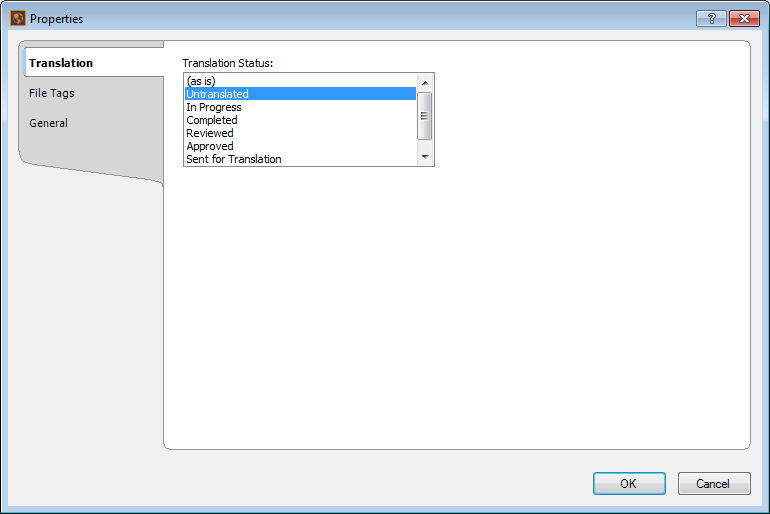 Properties
?
Translation
File Tags
General
Translation Status:
(as is)
Untranslated
In Progress
Completed
Reviewed
Approved
Sent for Translation
OK
Cancel